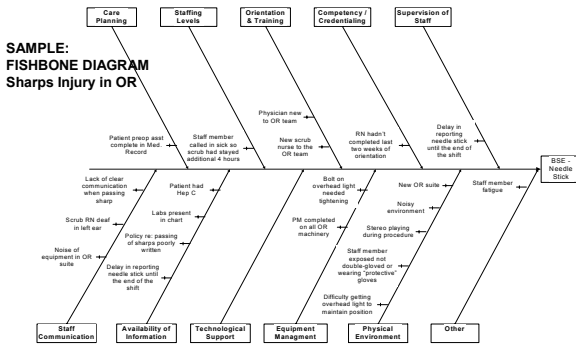 Care
Planning
Staffing
Levels
Orientation
& Training
Competency /
Credentialing
Supervision of
Staff
SAMPLE:
FISHBONE DIAGRAM
Sharps Injury in OR
Patient preop asst
complete in Med.
Record
Staff member
called in sick so
scrub had stayed
additional 4 hours
Physician new
to OR team
New scrub
nurse to the
OR team
RN hadn't
completed last
two weeks of
orientation
Delay in
reporting
needle stick
until the end of
the shift
BSE -
Needle
Stick
Lack of clear
communication
when passing
sharp
Scrub RN deaf
in left ear
Noise of
equipment in OR
suite
Patient had
Hep C
Labs present
in chart
Policy re: passing
of sharps poorly
written
Delay in reporting
needle stick until
the end of the
shift
Bolt on
overhead light
needed
tightening
PM completed
on all OR
machinery
New OR suite
Noisy
environment
Stereo playing
during procedure
Staff member
exposed not
double-gloved or
wearing "protective"
gloves
Difficulty getting
overhead light to
maintain position
Staff member
fatigue
Staff
Communication
Availability of
Information
Technological
Support
Equipment
Managment
Physical
Environment
Other